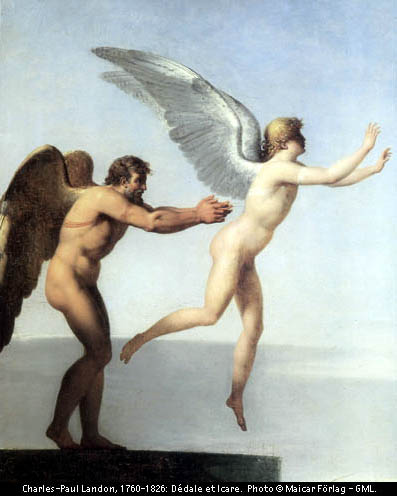 Charles-Paul Landon, 1760-1826: Dédale et Icare. Photo © Maicar Förlag - GML.